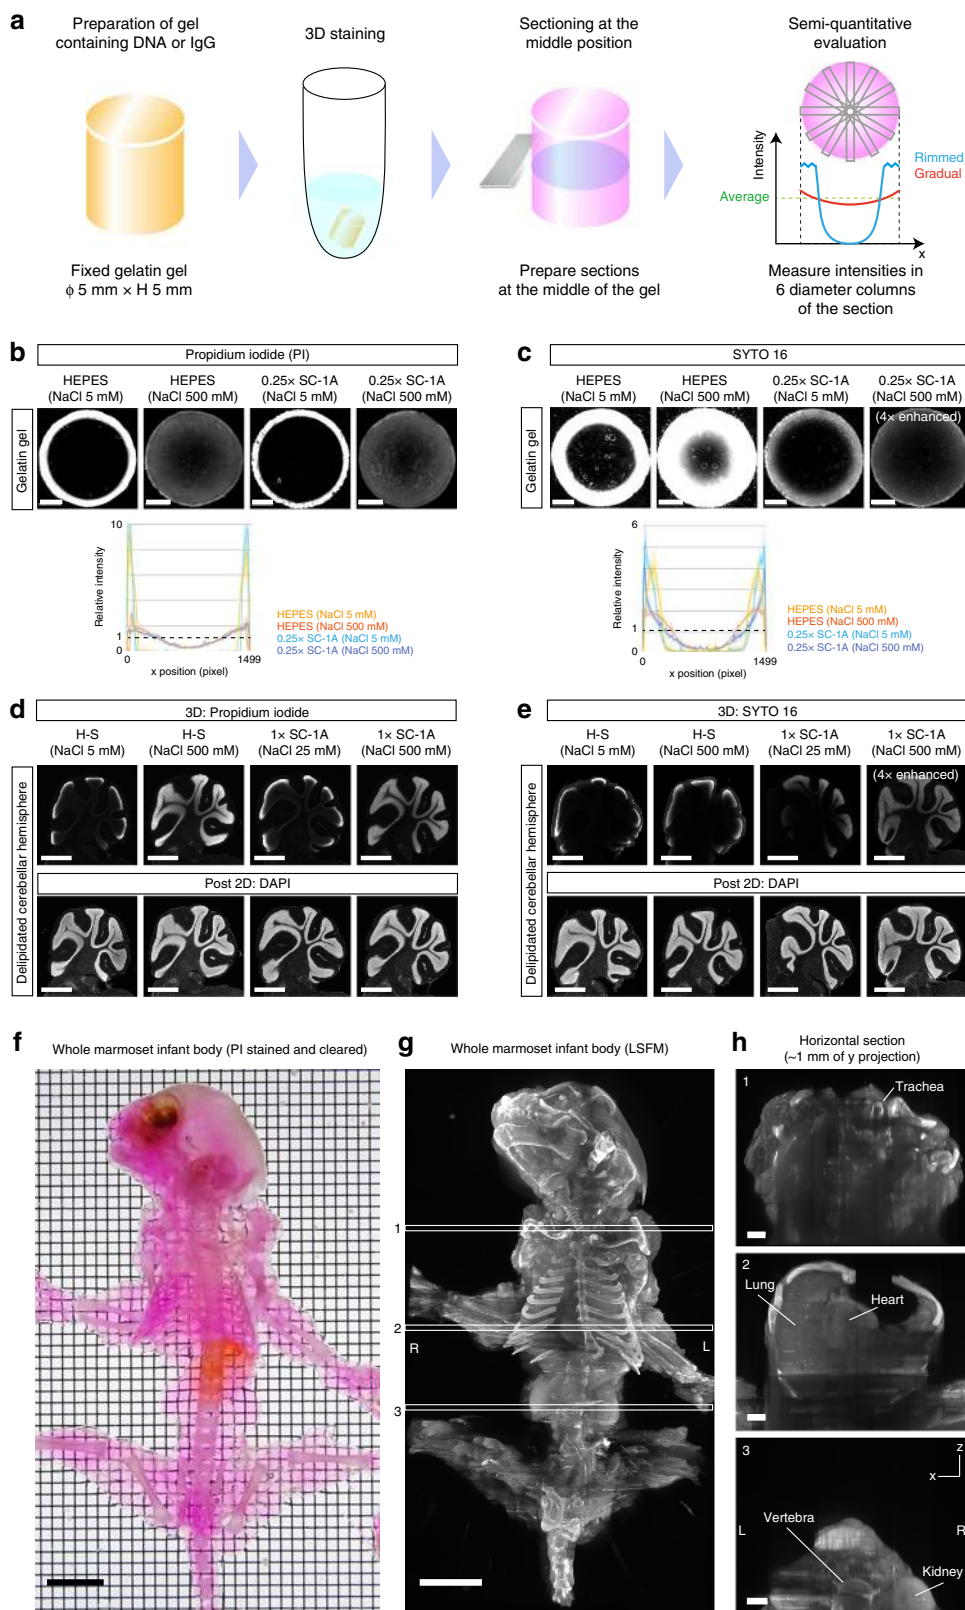 a
Preparation of gel
containing DNA or IgG
3D staining
Sectioning at the
middle position
Semi-quantitative
evaluation
Intensity
Rimmed
Gradual
Average
x
Fixed gelatin gel
ϕ 5 mm × H 5 mm
Prepare sections
at the middle of the gel
Measure intensities in
6 diameter columns
of the section
b
Propidium iodide (PI)
HEPES
(NaCl 5 mM)
HEPES
(NaCl 500 mM)
0.25× SC-1A
(NaCl 5 mM)
0.25× SC-1A
(NaCl 500 mM)
Gelatin gel
10
Relative intensity
1
0
0
1499
x position (pixel)
HEPES (NaCl 5 mM)
HEPES (NaCl 500 mM)
0.25× SC-1A (NaCl 5 mM)
0.25× SC-1A (NaCl 500 mM)
c
SYTO 16
HEPES
(NaCl 5 mM)
HEPES
(NaCl 500 mM)
0.25× SC-1A
(NaCl 5 mM)
0.25× SC-1A
(NaCl 500 mM)
(4× enhanced)
Gelatin gel
6
Relative intensity
1
0
0
1499
x position (pixel)
HEPES (NaCl 5 mM)
HEPES (NaCl 500 mM)
0.25× SC-1A (NaCl 5 mM)
0.25× SC-1A (NaCl 500 mM)
d
3D: Propidium iodide
H-S
(NaCl 5 mM)
H-S
(NaCl 500 mM)
1× SC-1A
(NaCl 25 mM)
1× SC-1A
(NaCl 500 mM)
Delipidated cerebellar hemisphere
Post 2D: DAPI
e
3D: SYTO 16
H-S
(NaCl 5 mM)
H-S
(NaCl 500 mM)
1× SC-1A
(NaCl 25 mM)
1× SC-1A
(NaCl 500 mM)
(4× enhanced)
Delipidated cerebellar hemisphere
Post 2D: DAPI
f
Whole marmoset infant body (PI stained and cleared)
g
Whole marmoset infant body (LSFM)
1
2
R
L
3
h
Horizontal section
(~1 mm of y projection)
1
Trachea
2
Lung
Heart
3
z
x
Vertebra
L
R
Kidney